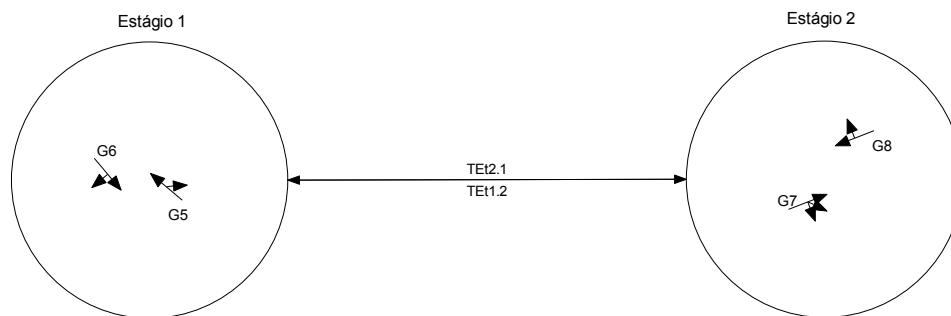 Estágio 1
Estágio 2
G6
G5
TEt2.1
TEt1.2
G8
G7